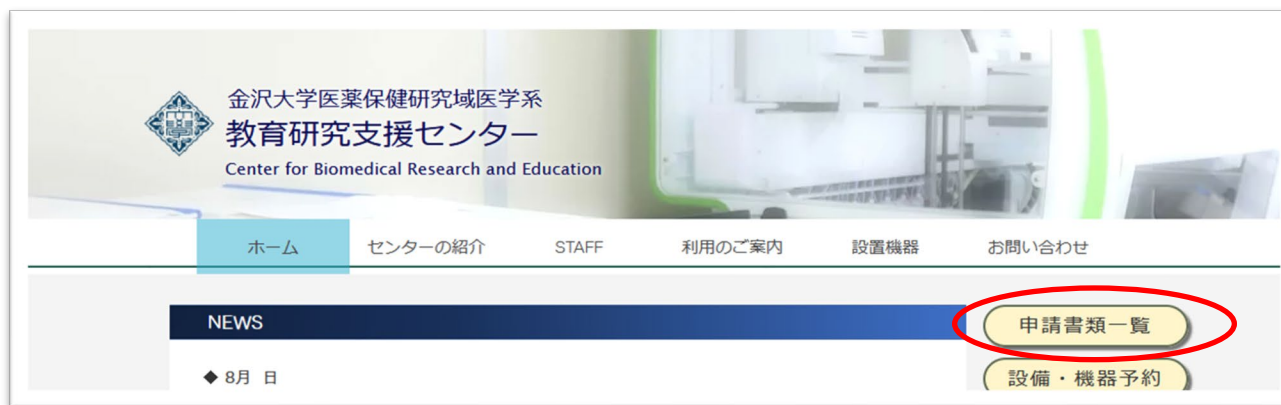 金沢大学医薬保健研究域医学系
教育研究支援センター
Center for Biomedical Research and Education
ホーム センターの紹介 STAFF 利用のご案内 設置機器 お問い合わせ
NEWS
申請書類一覧
◆ 8月 日
設備・機器予約